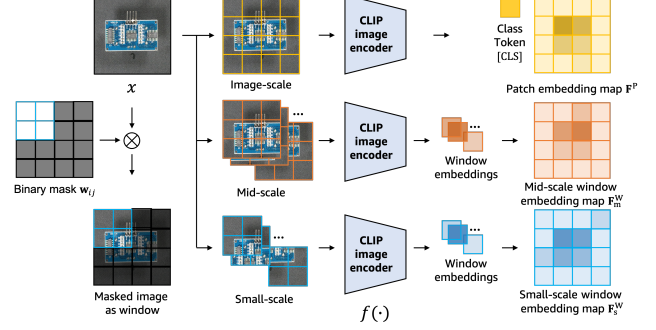 CLIP
image
encoder
Class
Token
[CLS]
x
Image-scale
Patch embedding map F^P
...
CLIP
image
encoder
...
Window
embeddings
Binary mask w_ij
Mid-scale
Mid-scale window
embedding map F_m^W
...
CLIP
image
encoder
...
Window
embeddings
Masked image
as window
Small-scale
f(·)
Small-scale window
embedding map F_s^W